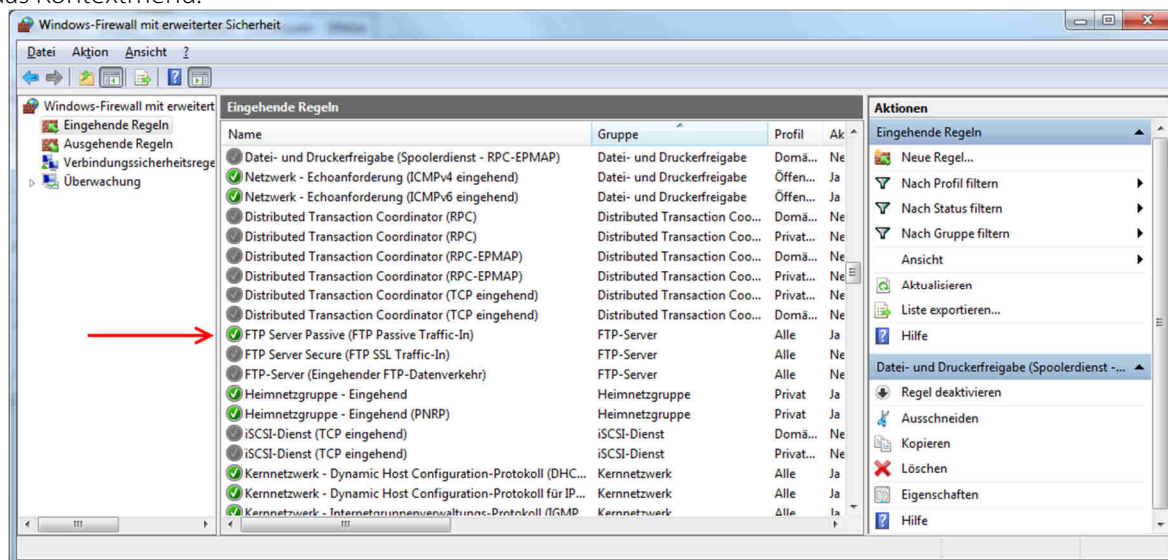 das Kontextmenü.
Windows-Firewall mit erweiterter Sicherheit
Datei Aktion Ansicht ?
Windows-Firewall mit erweitert
Eingehende Regeln
Ausgehende Regeln
Verbindungssicherheitsrege
Überwachung
Eingehende Regeln
Name Gruppe Profil Ak
Datei- und Druckerfreigabe (Spoolerdienst - RPC-EPMAP) Datei- und Druckerfreigabe Domä... Ne
Netzwerk - Echoanforderung (ICMPv4 eingehend) Datei- und Druckerfreigabe Öffen... Ja
Netzwerk - Echoanforderung (ICMPv6 eingehend) Datei- und Druckerfreigabe Öffen... Ja
Distributed Transaction Coordinator (RPC) Distributed Transaction Coo... Domä... Ne
Distributed Transaction Coordinator (RPC) Distributed Transaction Coo... Privat... Ne
Distributed Transaction Coordinator (RPC-EPMAP) Distributed Transaction Coo... Domä... Ne
Distributed Transaction Coordinator (RPC-EPMAP) Distributed Transaction Coo... Privat... Ne
Distributed Transaction Coordinator (TCP eingehend) Distributed Transaction Coo... Privat... Ne
Distributed Transaction Coordinator (TCP eingehend) Distributed Transaction Coo... Domä... Ne
FTP Server Passive (FTP Passive Traffic-In) FTP-Server Alle Ja
FTP Server Secure (FTP SSL Traffic-In) FTP-Server Alle Ne
FTP-Server (Eingehender FTP-Datenverkehr) FTP-Server Alle Ne
Heimnetzgruppe - Eingehend Heimnetzgruppe Privat Ja
Heimnetzgruppe - Eingehend (PNRP) Heimnetzgruppe Privat Ja
iSCSI-Dienst (TCP eingehend) iSCSI-Dienst Domä... Ne
iSCSI-Dienst (TCP eingehend) iSCSI-Dienst Privat... Ne
Kernnetzwerk - Dynamic Host Configuration-Protokoll (DHC... Kernnetzwerk Alle Ja
Kernnetzwerk - Dynamic Host Configuration-Protokoll für IP... Kernnetzwerk Alle Ja
Kernnetzwerk - Internetgruppenverwaltungs-Protokoll (IGMP... Kernnetzwerk Alle Ja
Aktionen
Eingehende Regeln
Neue Regel...
Nach Profil filtern
Nach Status filtern
Nach Gruppe filtern
Ansicht
Aktualisieren
Liste exportieren...
Hilfe
Datei- und Druckerfreigabe (Spoolerdienst -...
Regel deaktivieren
Ausschneiden
Kopieren
Löschen
Eigenschaften
Hilfe